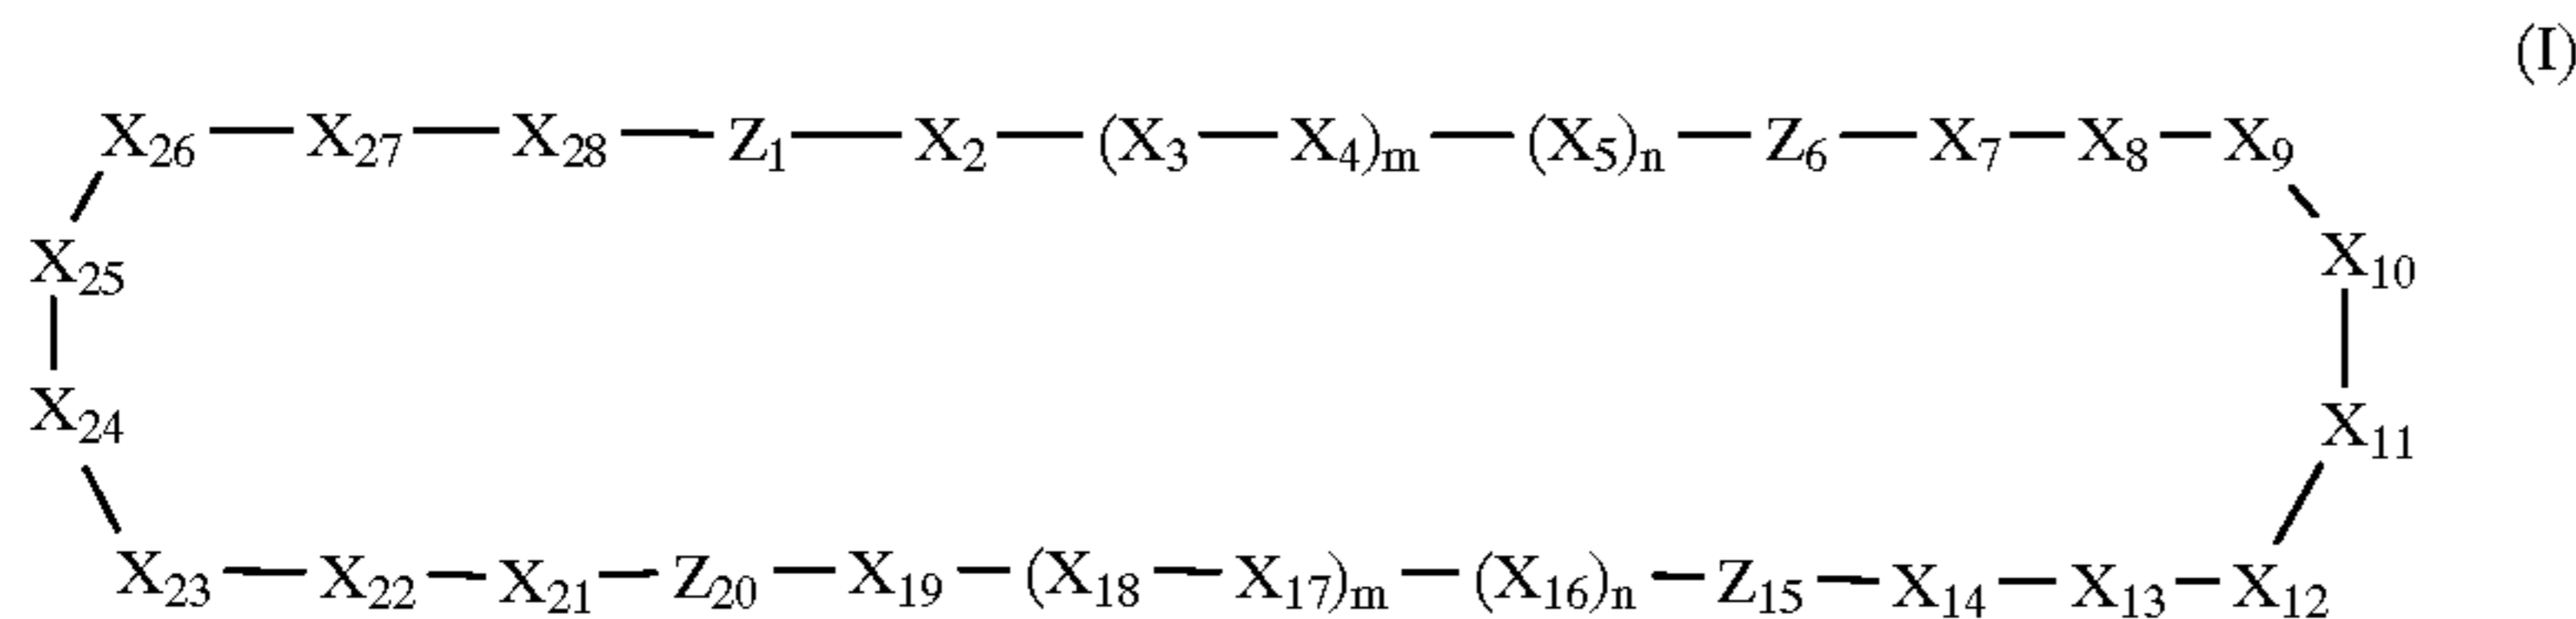 (I)
X26 — X27 — X28 — Z1 — X2 — (X3 — X4)m — (X5)n — Z6 — X7 — X8 — X9
X25 X10
X24 X11
X23 — X22 — X21 — Z20 — X19 — (X18 — X17)m — (X16)n — Z15 — X14 — X13 — X12